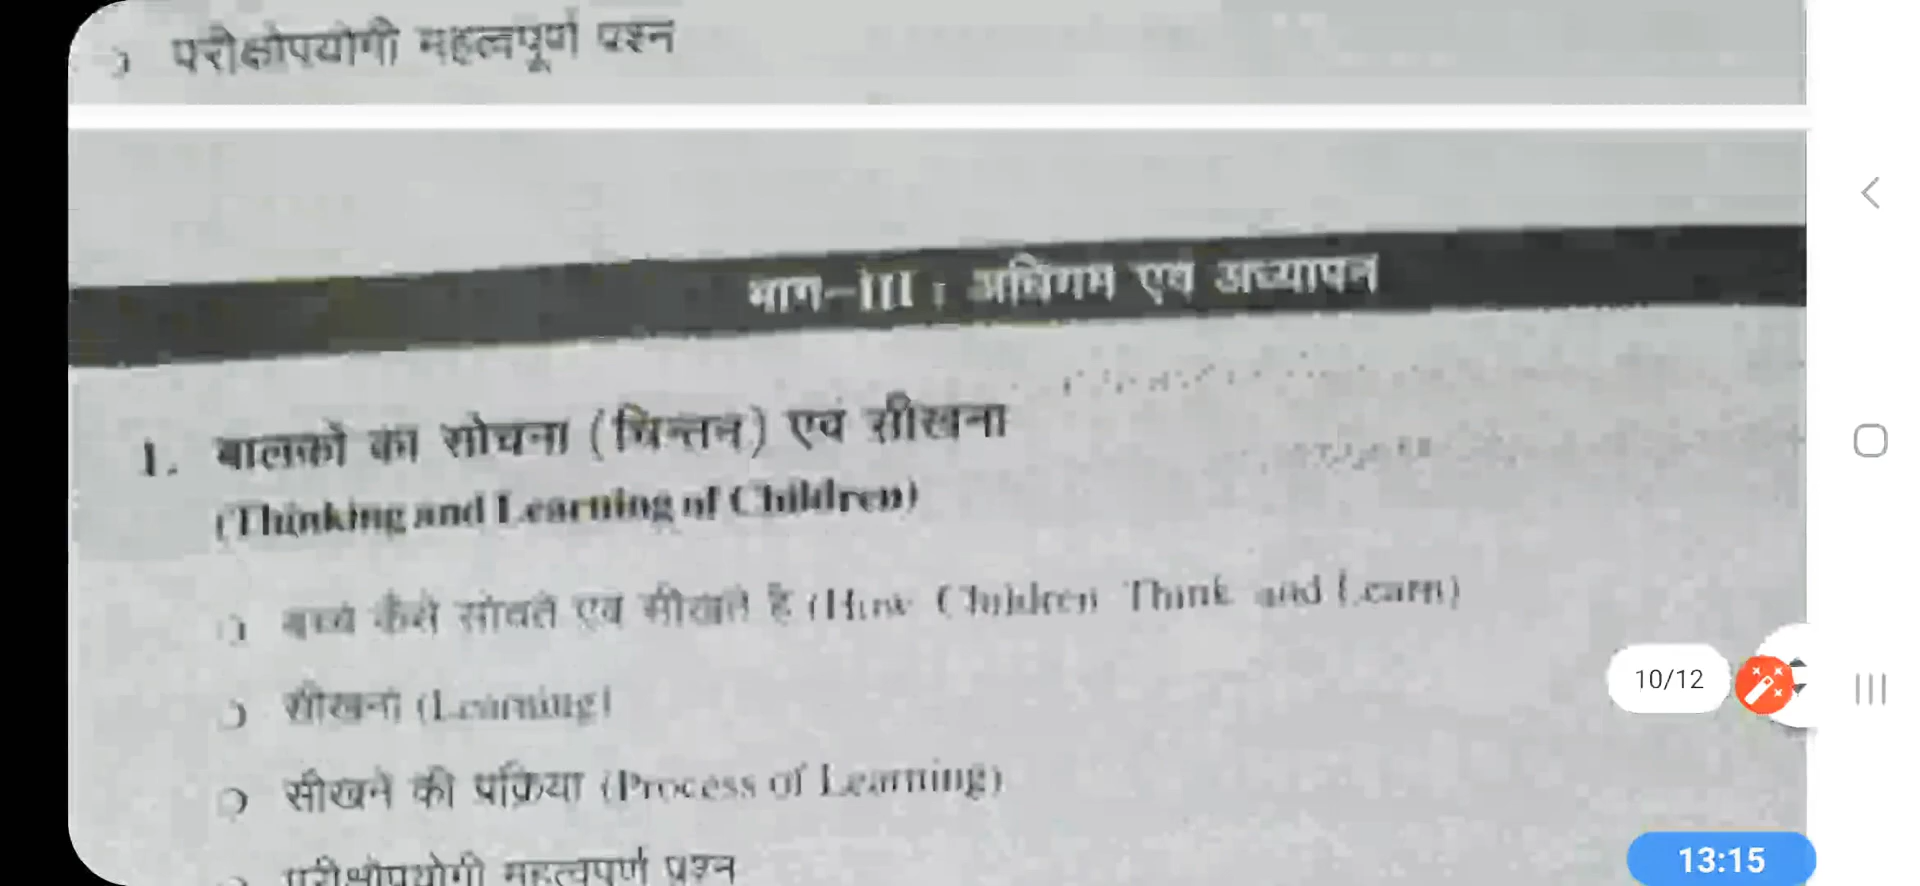 परीक्षोपयोगी महत्वपूर्ण प्रश्न
भाग-III : अधिगम एवं अध्यापन
1. बालकों का सोचना (चिन्तन) एवं सीखना
(Thinking and Learning of Children)
बच्चे कैसे सोचते एवं सीखते है (How Children Think and Learn)
सीखना (Learning)
सीखने की प्रक्रिया (Process of Learning)
परीक्षोपयोगी महत्वपूर्ण प्रश्न
10/12
13:15